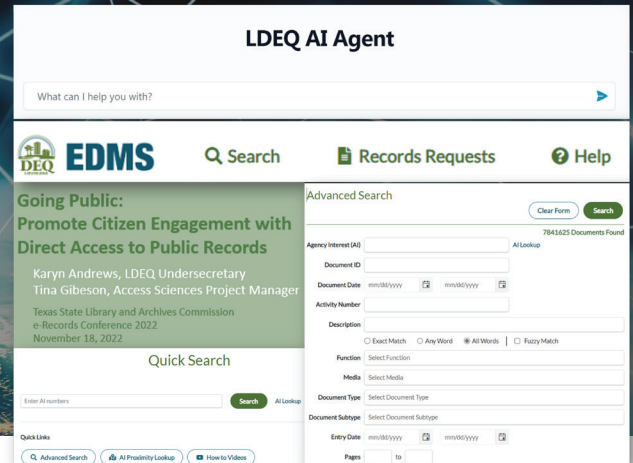 LDEQ AI Agent
What can I help you with?
DEQ
LOUISIANA
EDMS
Search
Records Requests
Help
Going Public:
Promote Citizen Engagement with
Direct Access to Public Records
Karyn Andrews, LDEQ Undersecretary
Tina Gibeson, Access Sciences Project Manager
Texas State Library and Archives Commission
e-Records Conference 2022
November 18, 2022
Quick Search
Enter AI numbers
Search
AI Lookup
Quick Links
Advanced Search
AI Proximity Lookup
How to Videos
Advanced Search
Clear Form
Search
7841625 Documents Found
Agency Interest (AI)
AI Lookup
Document ID
Document Date mm/dd/yyyy mm/dd/yyyy
Activity Number
Description
Exact Match Any Word All Words | Fuzzy Match
Function Select Function
Media Select Media
Document Type Select Document Type
Document Subtype Select Document Subtype
Entry Date mm/dd/yyyy mm/dd/yyyy
Pages to